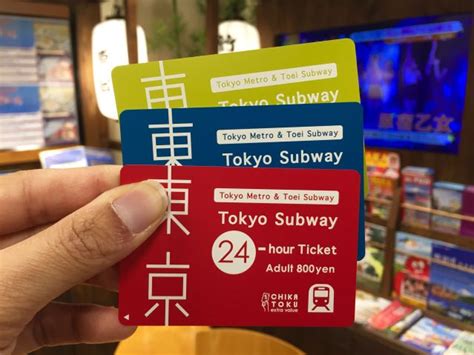 東
Tokyo Metro & Toei Subway
Tokyo Subway
東
Tokyo Metro & Toei Subway
Tokyo Subway
東京
Tokyo Metro & Toei Subway
Tokyo Subway
24-hour Ticket
Adult 800yen
CHIKA
TOKU
extra value